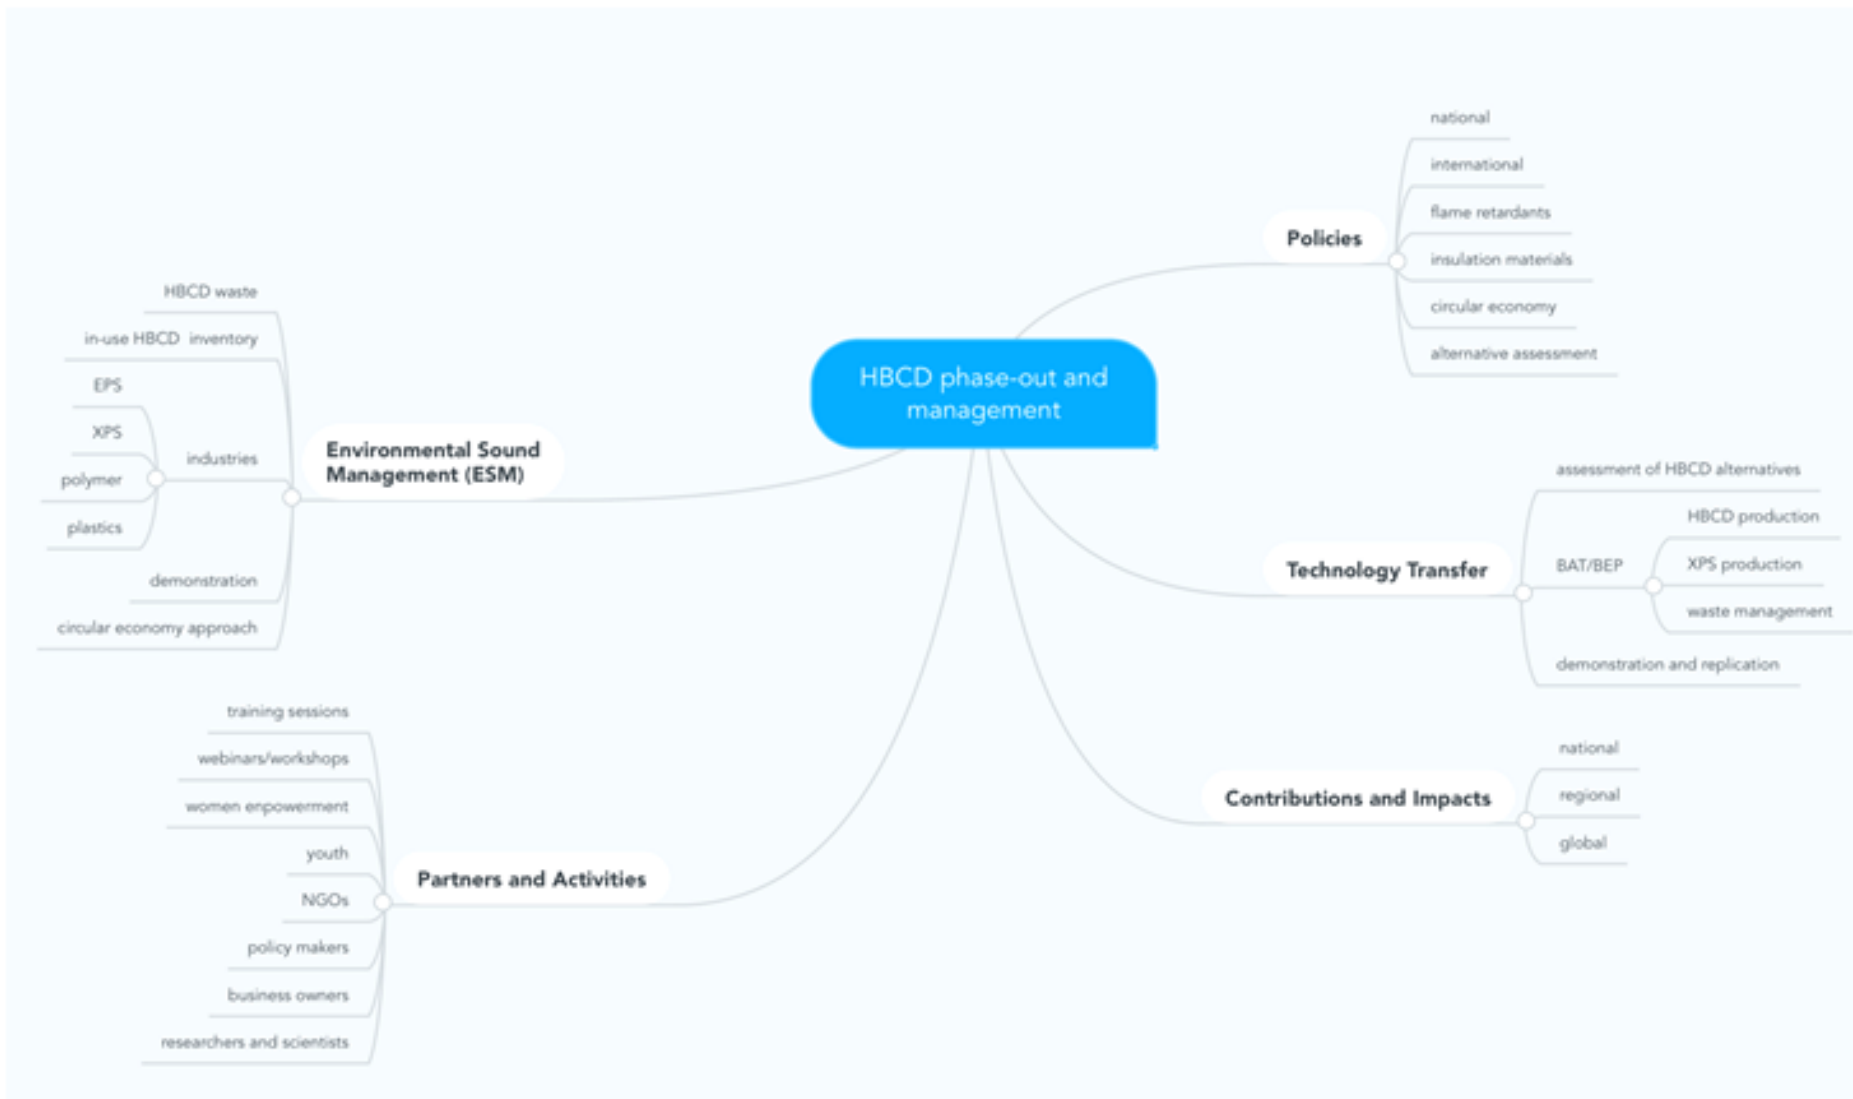 HBCD phase-out and
management
Policies
national
international
flame retardants
insulation materials
circular economy
alternative assessment
Technology Transfer
assessment of HBCD alternatives
BAT/BEP
HBCD production
XPS production
waste management
demonstration and replication
Contributions and Impacts
national
regional
global
Environmental Sound
Management (ESM)
HBCD waste
in-use HBCD  inventory
industries
EPS
XPS
polymer
plastics
demonstration
circular economy approach
Partners and Activities
training sessions
webinars/workshops
women enpowerment
youth
NGOs
policy makers
business owners
researchers and scientists